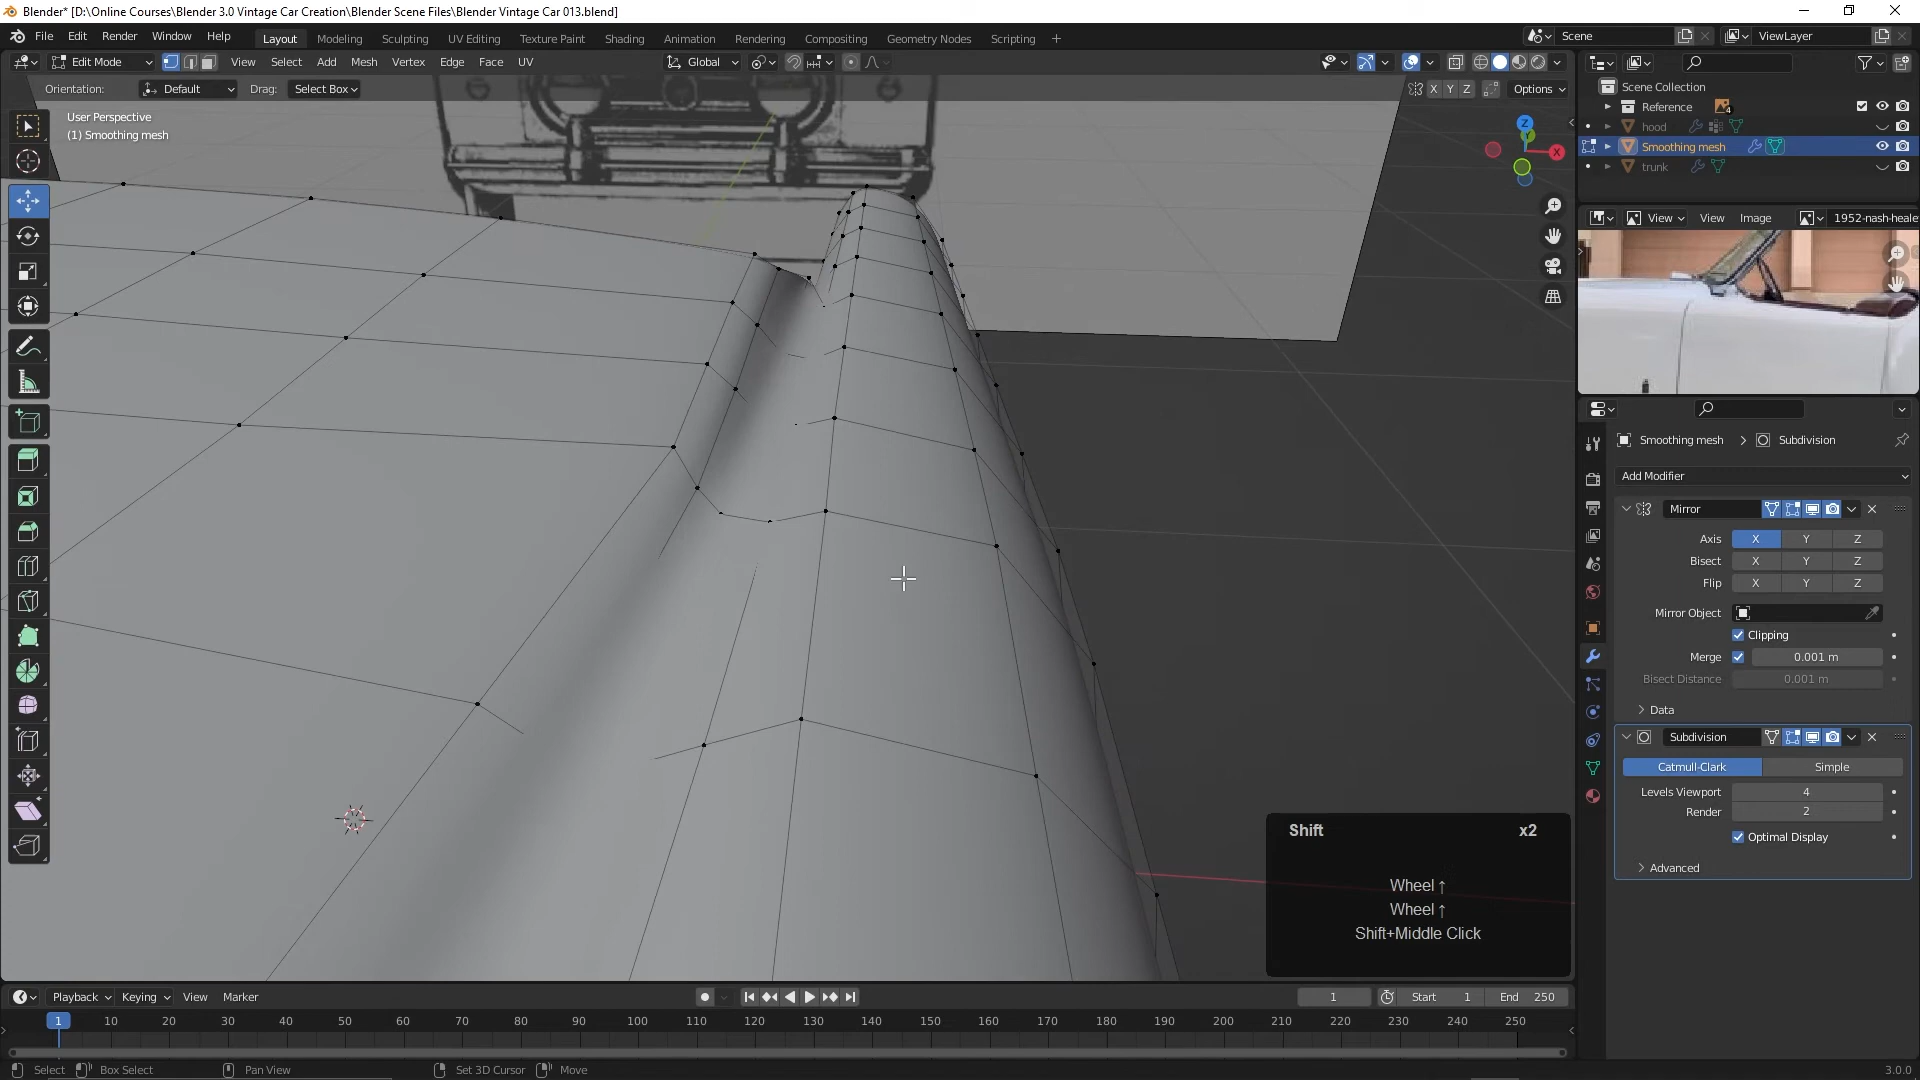 Blender* [D:\Online Courses\Blender 3.0 Vintage Car Creation\Blender Scene Files\Blender Vintage Car 013.blend]
File Edit Render Window Help Layout Modeling Sculpting UV Editing Texture Paint Shading Animation Rendering Compositing Geometry Nodes Scripting + Scene ViewLayer
Edit Mode View Select Add Mesh Vertex Edge Face UV Global
Orientation: Default Drag: Select Box X Y Z Options
User Perspective
(1) Smoothing mesh
Z
X
Scene Collection
Reference 4
hood
Smoothing mesh
trunk
View View Image 1952-nash-heale
Smoothing mesh > Subdivision
Add Modifier
Mirror
Axis X Y Z
Bisect X Y Z
Flip X Y Z
Mirror Object
Clipping
Merge 0.001 m
Bisect Distance 0.001 m
Data
Subdivision
Catmull-Clark Simple
Levels Viewport 4
Render 2
Optimal Display
Advanced
Shift x2
Wheel ↑
Wheel ↑
Shift+Middle Click
Playback Keying View Marker 1 Start 1 End 250
1 10 20 30 40 50 60 70 80 90 100 110 120 130 140 150 160 170 180 190 200 210 220 230 240 250
Select Box Select Pan View Set 3D Cursor Move 3.0.0